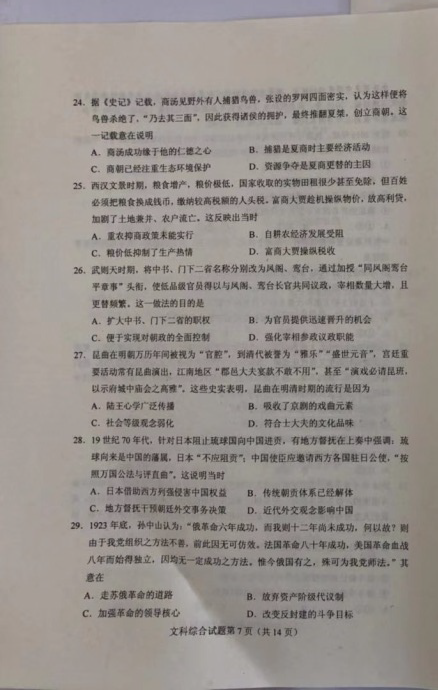 24. 据《史记》记载，商汤见野外有人捕猎鸟兽，张设的罗网四面密实，认为这样便将
鸟兽杀绝了，“乃去其三面”，因此获得诸侯的拥护，最终推翻夏桀，创立商朝。这
一记载意在说明
A. 商汤成功缘于他的仁德之心 B. 捕猎是夏商时主要经济活动
C. 商朝已经注重生态环境保护 D. 资源争夺是夏商更替的主因
25. 西汉文景时期，粮食增产，粮价极低，国家收取的实物田租很少甚至免除，但百姓
必须把粮食换成钱币，缴纳较高税额的人头税。富商大贾趁机操纵物价，放高利贷，
加剧了土地兼并、农户流亡。这反映出当时
A. 重农抑商政策未能实行 B. 自耕农经济发展受阻
C. 粮价低抑制了生产热情 D. 富商大贾操纵税收
26. 武则天时期，将中书、门下二省名称分别改为凤阁、鸾台，通过加授“同凤阁鸾台
平章事”头衔，使低品级官员得以与凤阁、鸾台长官共同议政，宰相数量大增，且
更替频繁。这一做法的目的是
A. 扩大中书、门下二省的职权 B. 为官员提供迅速晋升的机会
C. 便于实现对朝政的全面控制 D. 强化宰相参政议政职能
27. 昆曲在明朝万历年间被视为“官腔”，到清代被誉为“雅乐”“盛世元音”，宫廷重
要活动常有昆曲演出，江南地区“郡邑大夫宴款不敢不用”，甚至“演戏必请昆班，
以示府城中庙会之高雅”。这些史实表明，昆曲在明清时期的流行是因为
A. 陆王心学广泛传播 B. 吸收了京剧的戏曲元素
C. 社会等级观念弱化 D. 符合士大夫的文化品味
28. 19世纪70年代，针对日本阻止琉球国向中国进贡，有地方督抚在上奏中强调：琉
球向来是中国的藩属，日本“不应阻贡”；中国使臣应邀请西方各国驻日公使，“按
照万国公法与评直曲”。这说明当时
A. 日本借助西方列强侵害中国权益 B. 传统朝贡体系已经解体
C. 地方督抚干预朝廷外交事务决策 D. 近代外交观念影响中国
29. 1923年底，孙中山认为：“俄革命六年成功，而我则十二年尚未成功，何以故？则
由于我党组织之方法不善，前此因无可仿效。法国革命八十年成功，美国革命血战
八年而始得独立，因均无一定成功之方法。惟今俄国有之，殊可为我党师法。”其
意在
A. 走苏俄革命的道路 B. 放弃资产阶级代议制
C. 加强革命的领导核心 D. 改变反封建的斗争目标
文科综合试题第7页（共14页）